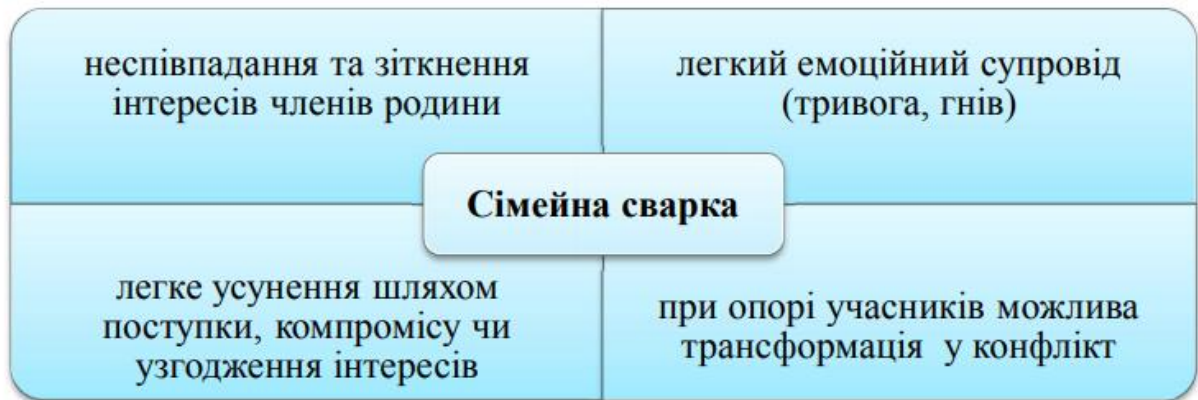 неспівпадання та зіткнення
інтересів членів родини
легкий емоційний супровід
(тривога, гнів)
Сімейна сварка
легке усунення шляхом
поступки, компромісу чи
узгодження інтересів
при опорі учасників можлива
трансформація у конфлікт